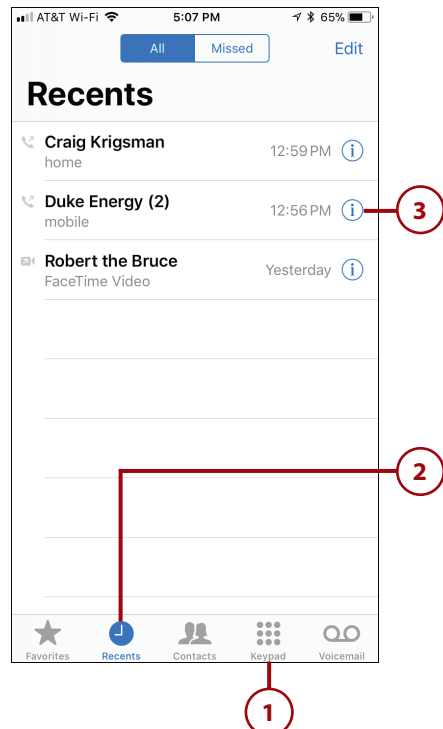 AT&T Wi-Fi 5:07 PM 65%
All Missed Edit
Recents
Craig Krigsman
home
12:59 PM
i
Duke Energy (2)
mobile
12:56 PM
i
3
Robert the Bruce
FaceTime Video
Yesterday
i
2
Favorites Recents Contacts Keypad Voicemail
1